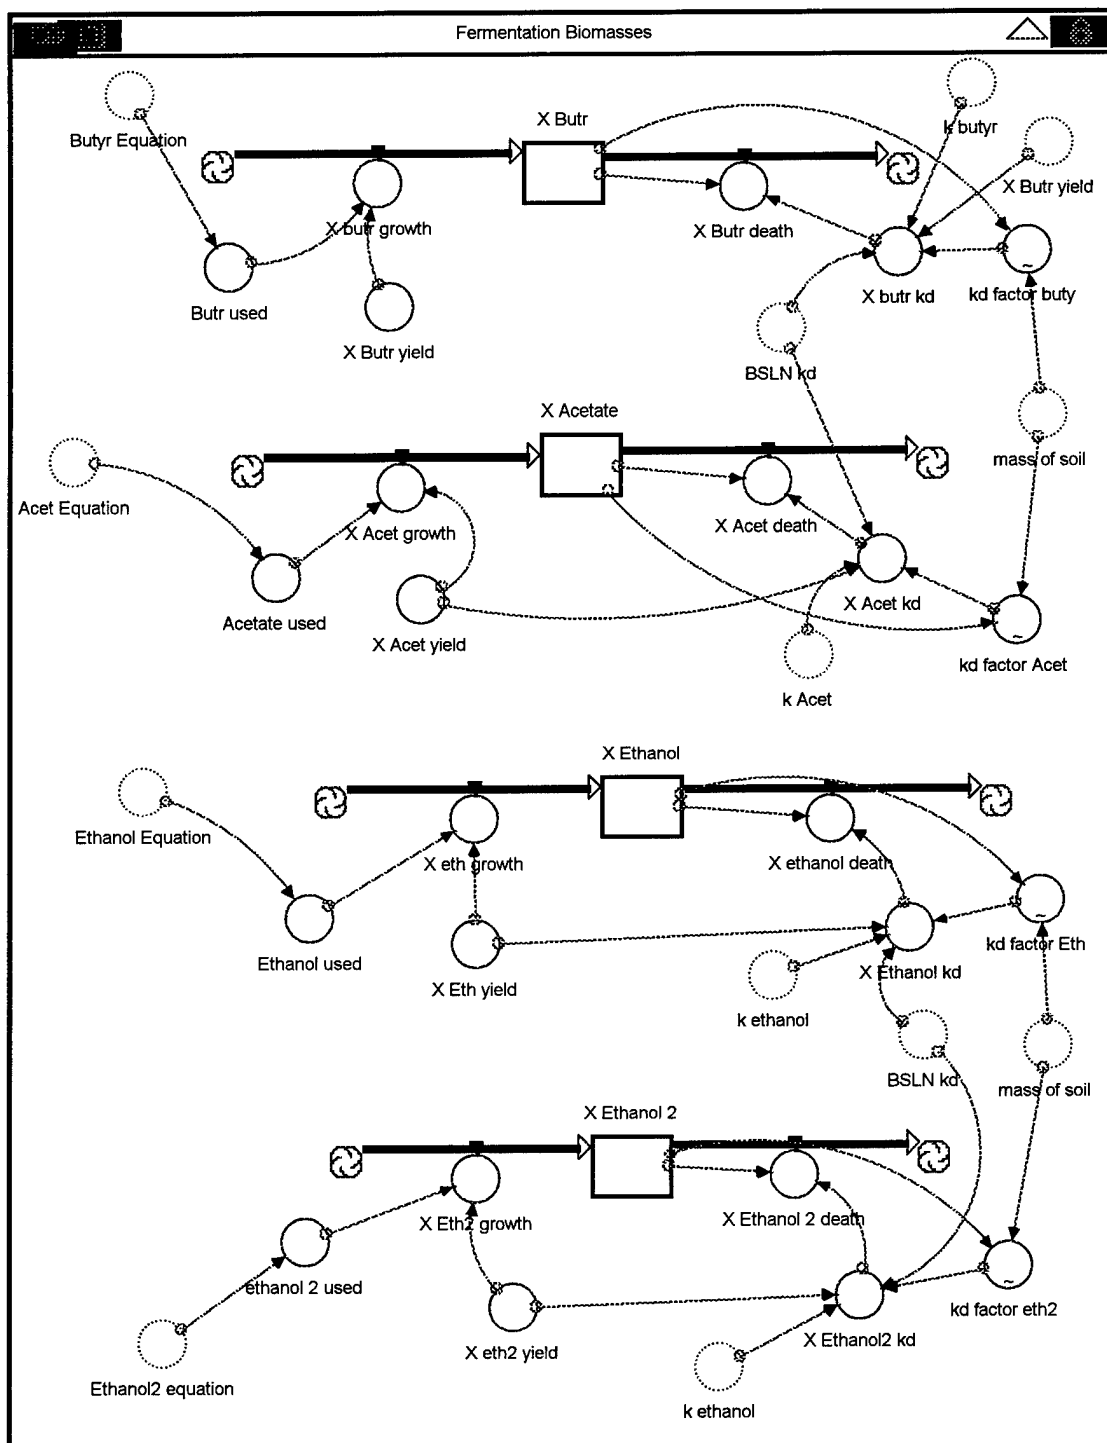 Fermentation Biomasses
Butyr Equation
X Butr
k butyr
X Butr yield
X butr growth
X Butr death
Butr used
X butr kd
kd factor buty
X Butr yield
BSLN kd
X Acetate
mass of soil
Acet Equation
X Acet growth
X Acet death
Acetate used
X Acet yield
X Acet kd
kd factor Acet
k Acet
X Ethanol
Ethanol Equation
X eth growth
X ethanol death
Ethanol used
X Eth yield
X Ethanol kd
kd factor Eth
k ethanol
BSLN kd
mass of soil
X Ethanol 2
X Eth2 growth
X Ethanol 2 death
ethanol 2 used
X eth2 yield
X Ethanol2 kd
kd factor eth2
Ethanol2 equation
k ethanol
~
~
~
~